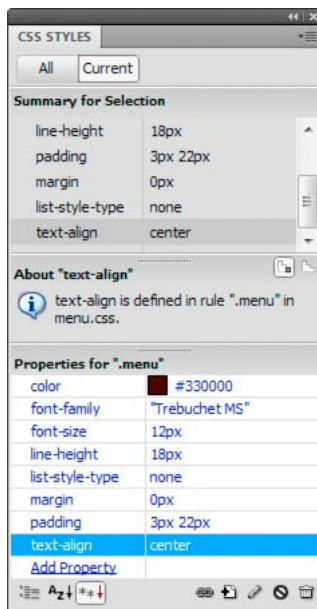 CSS STYLES
All Current
Summary for Selection
line-height 18px
padding 3px 22px
margin 0px
list-style-type none
text-align center
About "text-align"
text-align is defined in rule ".menu" in
menu.css.
Properties for ".menu"
color #330000
font-family "Trebuchet MS"
font-size 12px
line-height 18px
list-style-type none
margin 0px
padding 3px 22px
text-align center
Add Property